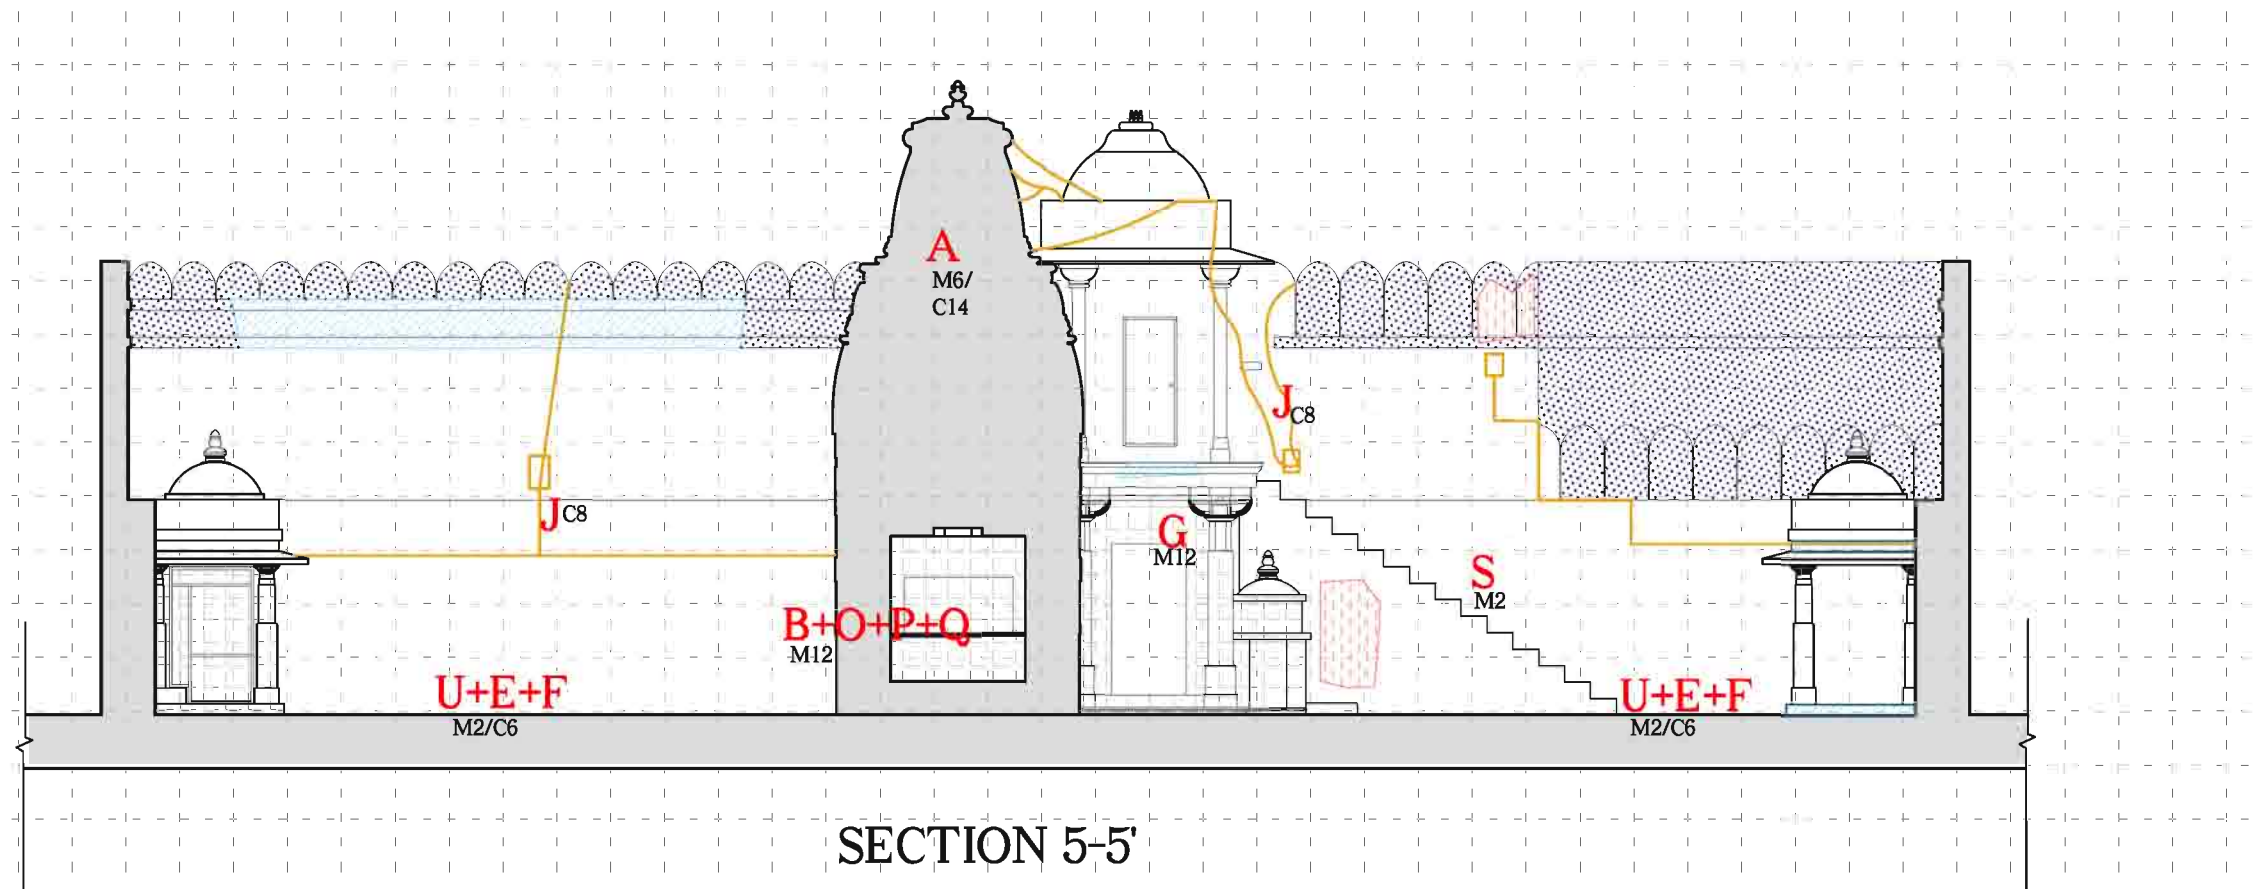 A
M6/
C14
J C8
J C8
G
M12
S
M2
B+O+P+Q
M12
U+E+F
M2/C6
U+E+F
M2/C6
SECTION 5-5'